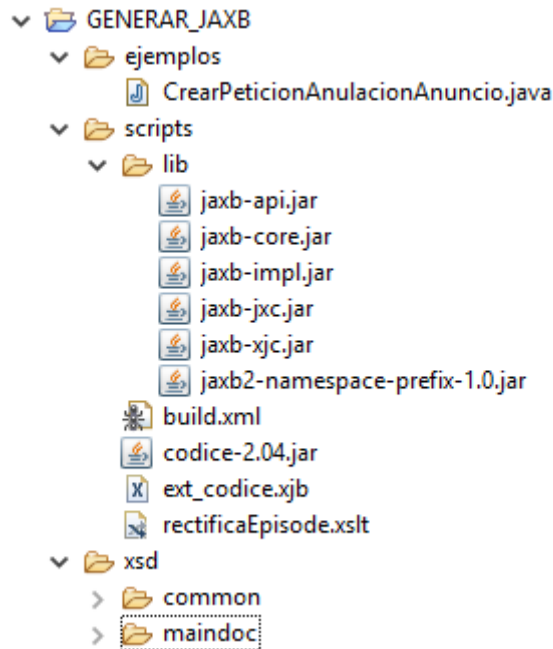 GENERAR_JAXB
ejemplos
CrearPeticionAnulacionAnuncio.java
scripts
lib
jaxb-api.jar
jaxb-core.jar
jaxb-impl.jar
jaxb-jxc.jar
jaxb-xjc.jar
jaxb2-namespace-prefix-1.0.jar
build.xml
codice-2.04.jar
ext_codice.xjb
rectificaEpisode.xslt
xsd
common
maindoc